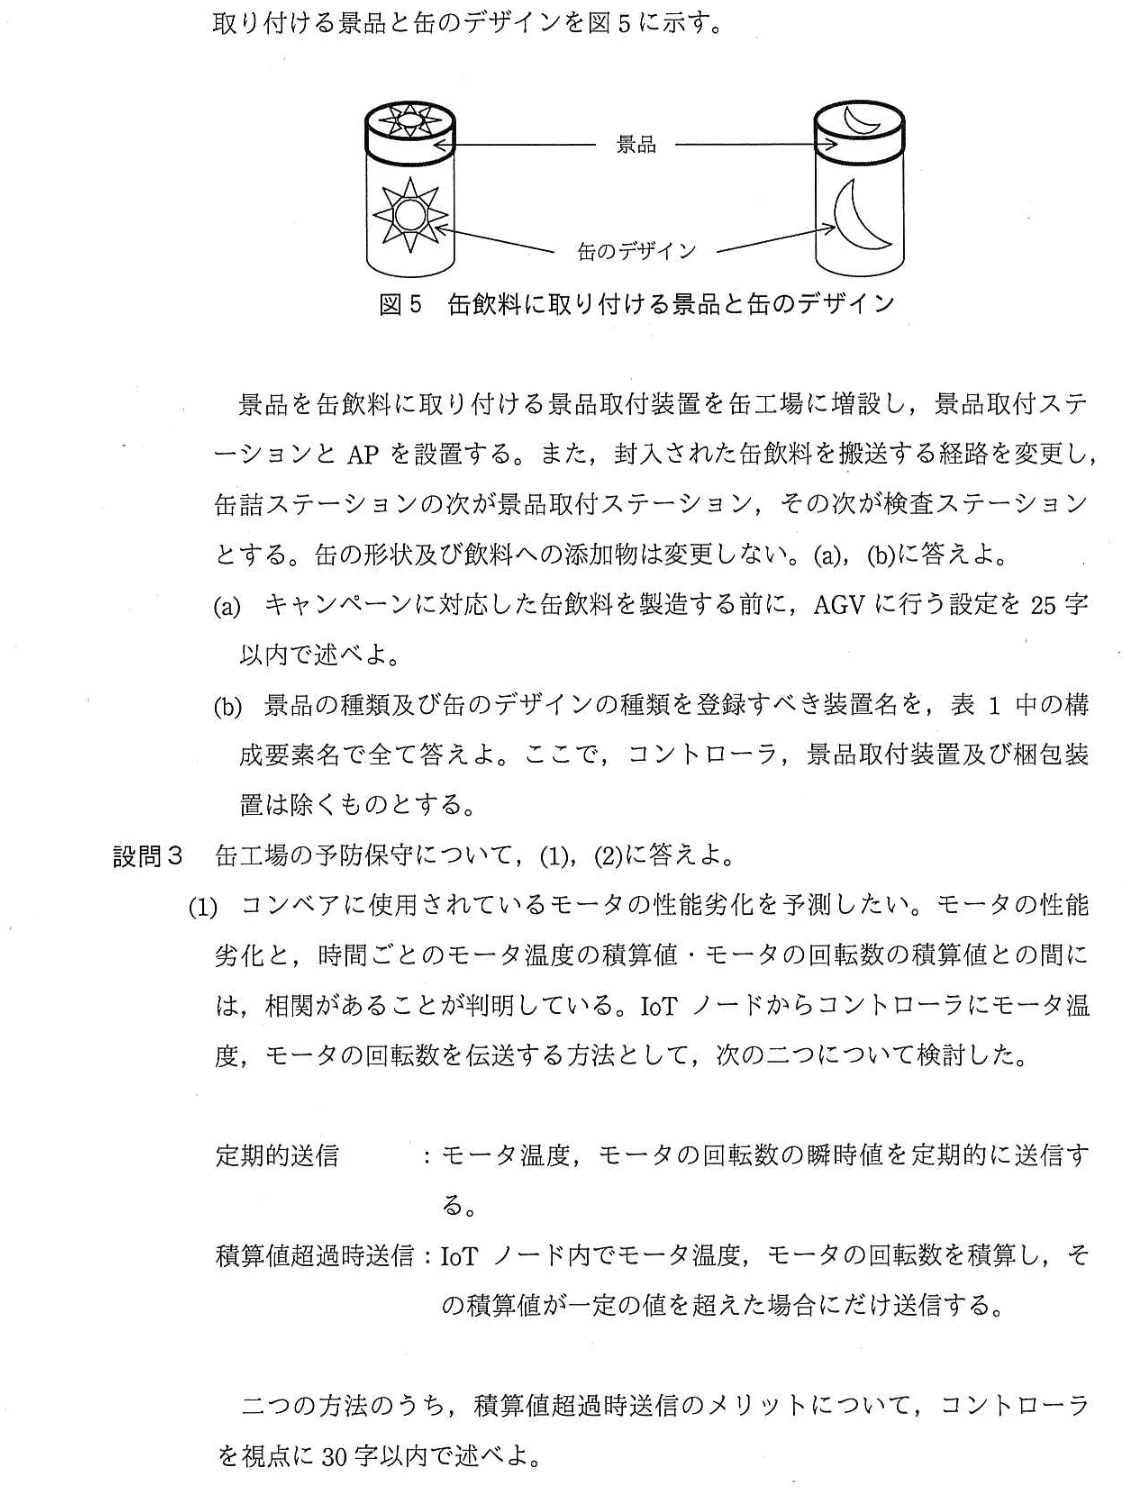 取り付ける景品と缶のデザインを図5に示す。
景品
缶のデザイン
図5 缶飲料に取り付ける景品と缶のデザイン
景品を缶飲料に取り付ける景品取付装置を缶工場に増設し，景品取付ステ
ーションと AP を設置する。また，封入された缶飲料を搬送する経路を変更し，
缶詰ステーションの次が景品取付ステーション，その次が検査ステーション
とする。缶の形状及び飲料への添加物は変更しない。(a)，(b)に答えよ。
(a) キャンペーンに対応した缶飲料を製造する前に，AGV に行う設定を 25 字
以内で述べよ。
(b) 景品の種類及び缶のデザインの種類を登録すべき装置名を，表 1 中の構
成要素名で全て答えよ。ここで，コントローラ，景品取付装置及び梱包装
置は除くものとする。
設問3 缶工場の予防保守について，(1)，(2)に答えよ。
(1) コンベアに使用されているモータの性能劣化を予測したい。モータの性能
劣化と，時間ごとのモータ温度の積算値・モータの回転数の積算値との間に
は，相関があることが判明している。IoT ノードからコントローラにモータ温
度，モータの回転数を伝送する方法として，次の二つについて検討した。
定期的送信 ：モータ温度，モータの回転数の瞬時値を定期的に送信す
る。
積算値超過時送信：IoT ノード内でモータ温度，モータの回転数を積算し，そ
の積算値が一定の値を超えた場合にだけ送信する。
二つの方法のうち，積算値超過時送信のメリットについて，コントローラ
を視点に 30 字以内で述べよ。